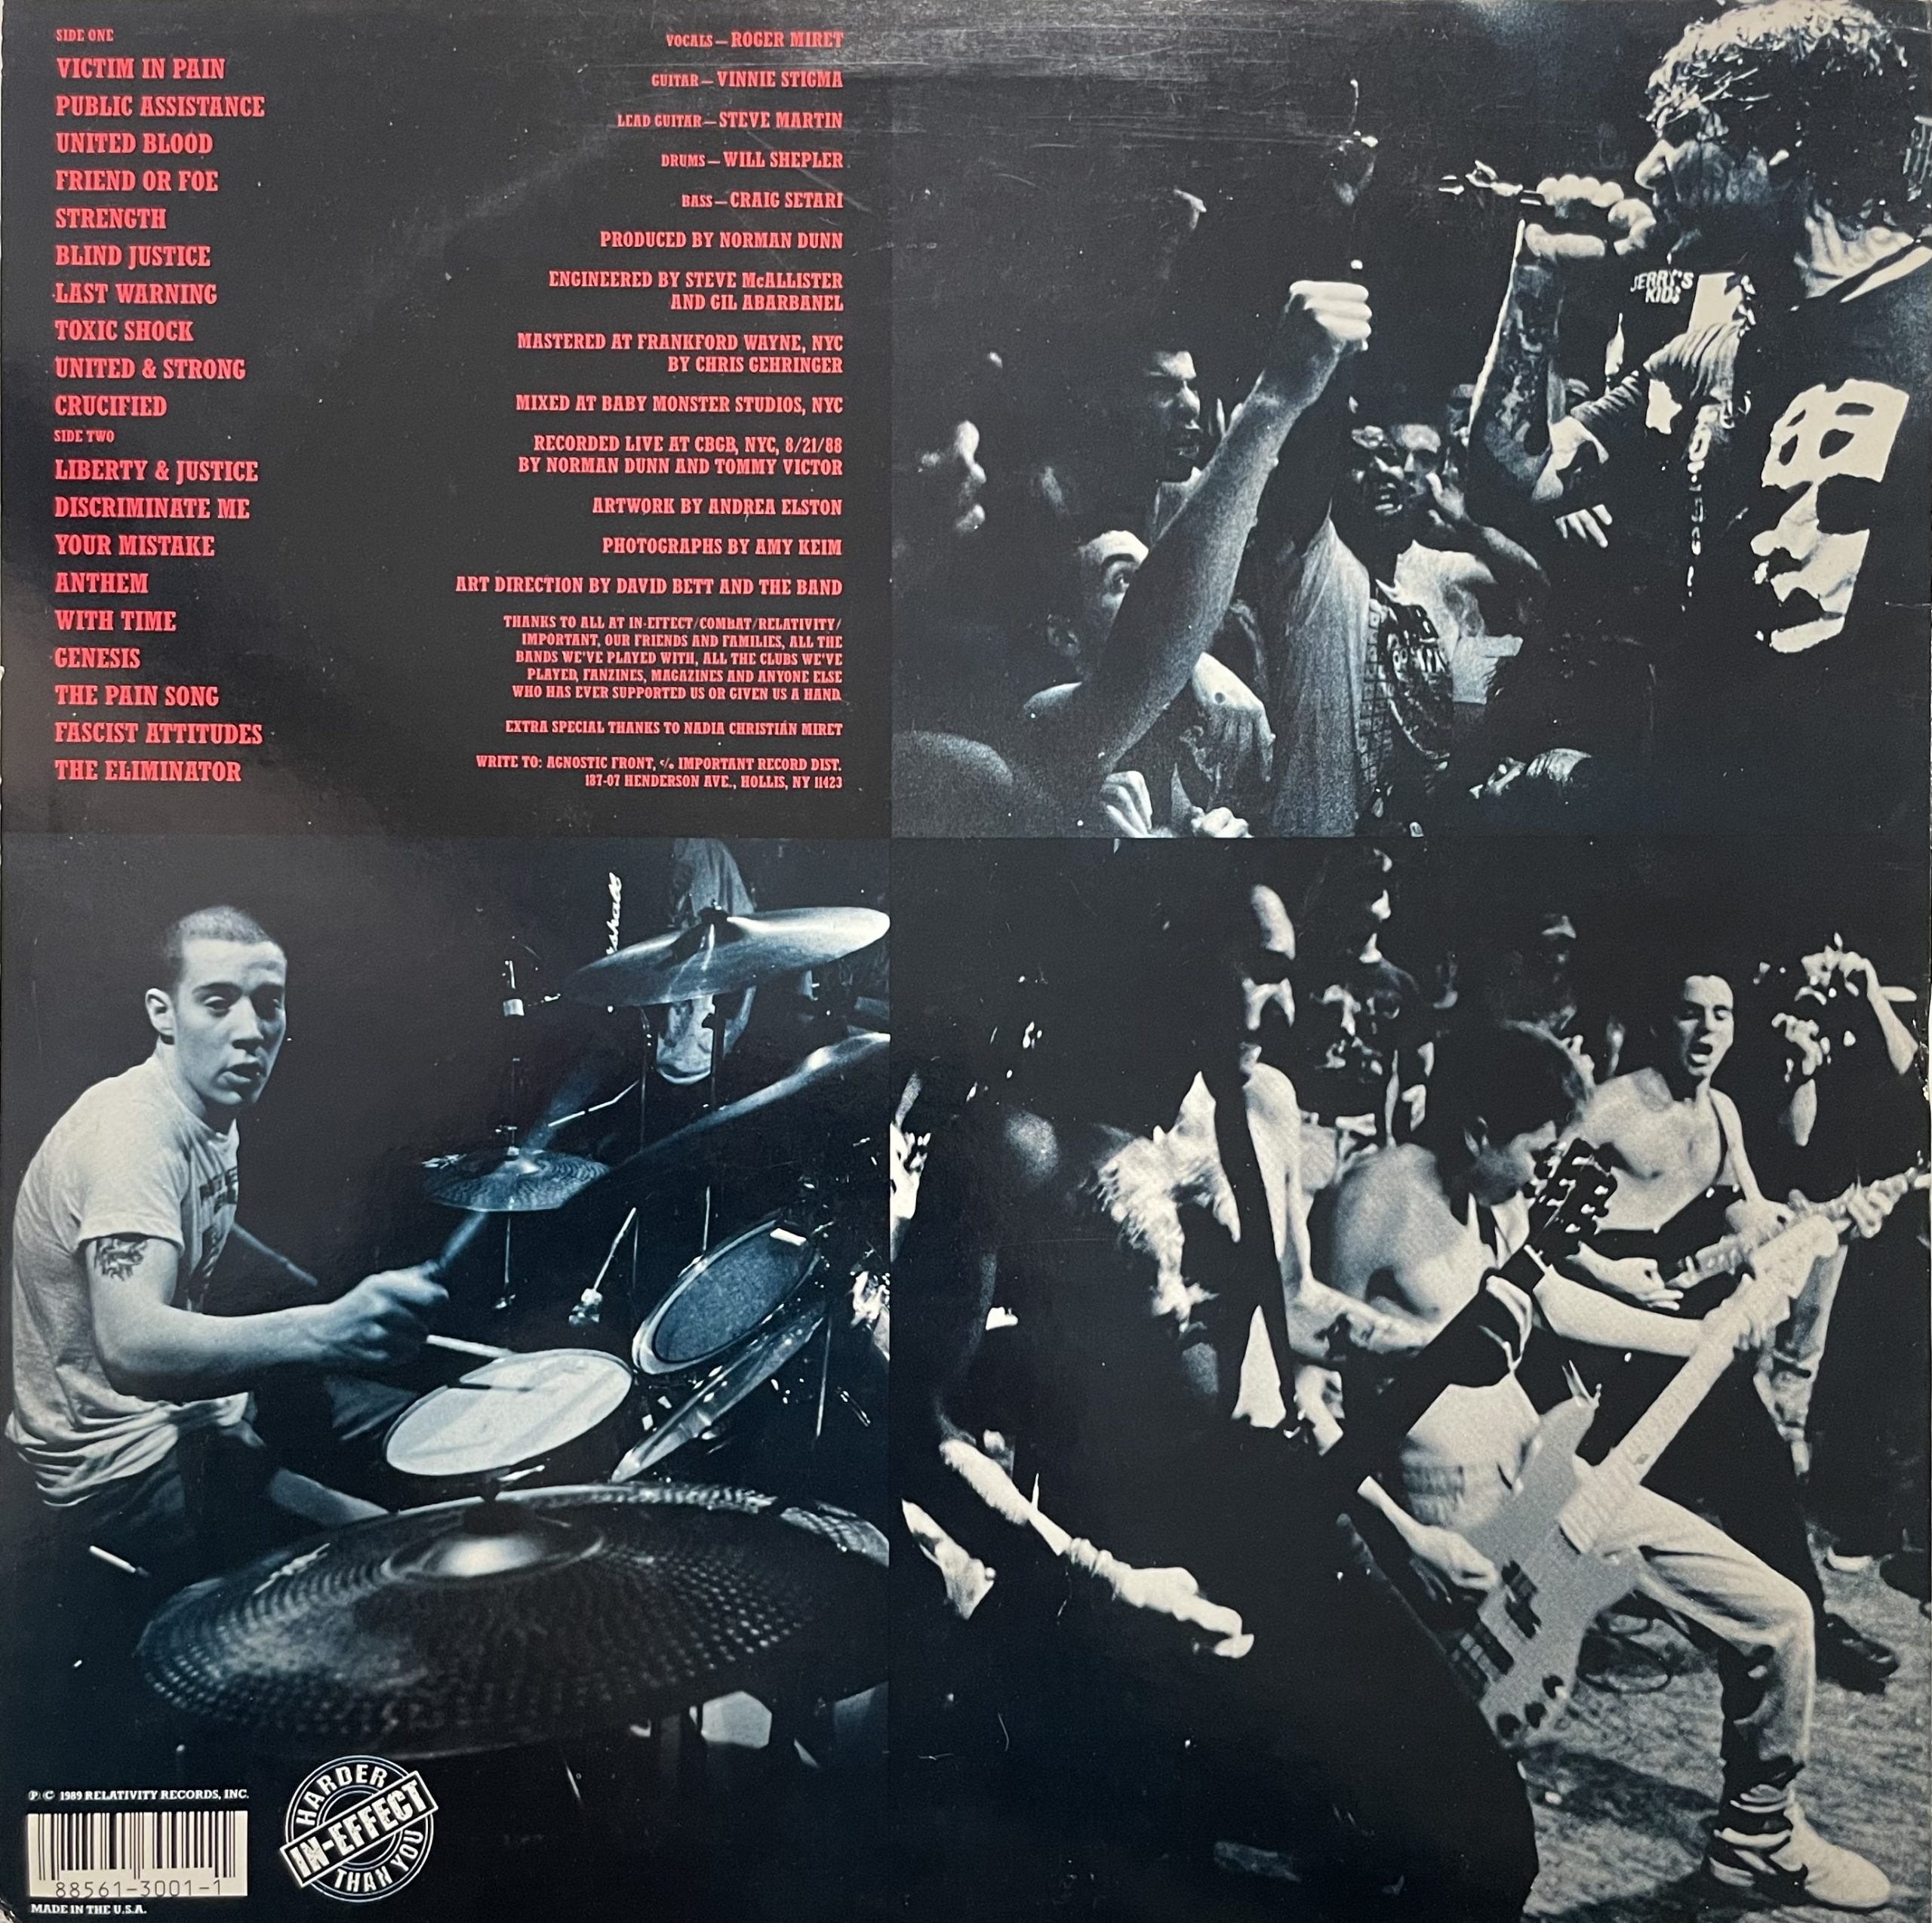 SIDE ONE
VICTIM IN PAIN
PUBLIC ASSISTANCE
UNITED BLOOD
FRIEND OR FOE
STRENGTH
BLIND JUSTICE
LAST WARNING
TOXIC SHOCK
UNITED & STRONG
CRUCIFIED
SIDE TWO
LIBERTY & JUSTICE
DISCRIMINATE ME
YOUR MISTAKE
ANTHEM
WITH TIME
GENESIS
THE PAIN SONG
FASCIST ATTITUDES
THE ELIMINATOR
VOCALS—ROGER MIRET
GUITAR—VINNIE STIGMA
LEAD GUITAR—STEVE MARTIN
DRUMS—WILL SHEPLER
BASS—CRAIG SETARI
PRODUCED BY NORMAN DUNN
ENGINEERED BY STEVE McALLISTER
AND GIL ABARBANEL
MASTERED AT FRANKFORD WAYNE, NYC
BY CHRIS GEHRINGER
MIXED AT BABY MONSTER STUDIOS, NYC
RECORDED LIVE AT CBGB, NYC, 8/21/88
BY NORMAN DUNN AND TOMMY VICTOR
ARTWORK BY ANDREA ELSTON
PHOTOGRAPHS BY AMY KEIM
ART DIRECTION BY DAVID BETT AND THE BAND
THANKS TO ALL AT IN-EFFECT/COMBAT/RELATIVITY/
IMPORTANT, OUR FRIENDS AND FAMILIES, ALL THE
BANDS WE'VE PLAYED WITH, ALL THE CLUBS WE'VE
PLAYED, FANZINES, MAGAZINES AND ANYONE ELSE
WHO HAS EVER SUPPORTED US OR GIVEN US A HAND.
EXTRA SPECIAL THANKS TO NADIA CHRISTIAN MIRET
WRITE TO: AGNOSTIC FRONT, c/o IMPORTANT RECORD DIST.
187-07 HENDERSON AVE., HOLLIS, NY 11423
JERRY'S
KIDS
Ⓟ © 1989 RELATIVITY RECORDS, INC.
88561-3001-1
MADE IN THE U.S.A.
HARDER
IN-EFFECT
THAN YOU